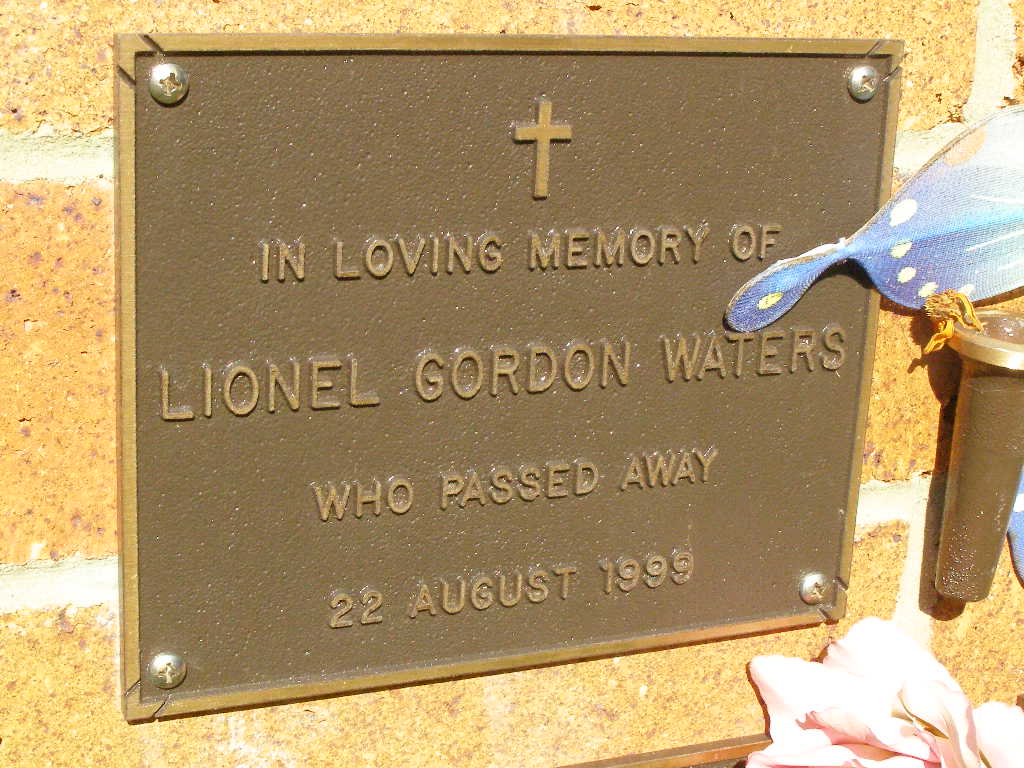 IN LOVING MEMORY OF
LIONEL GORDON WATERS
WHO PASSED AWAY
22 AUGUST 1999